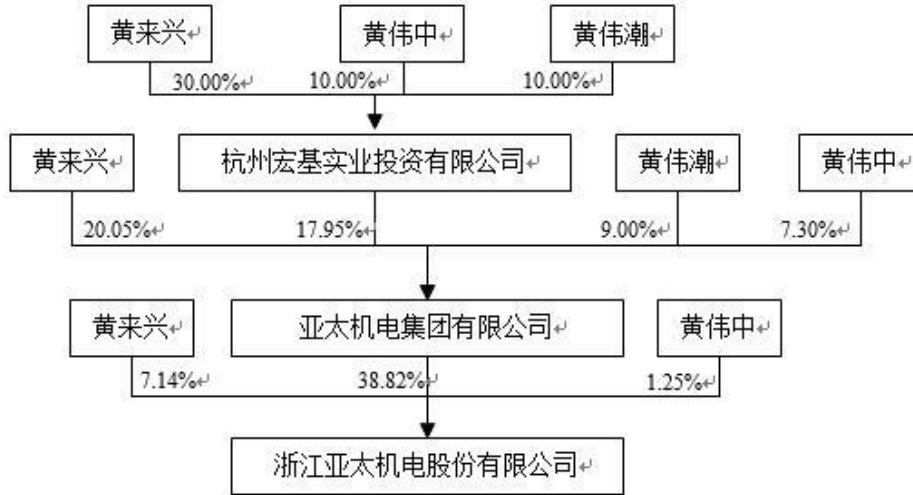 黄来兴↵
黄伟中↵
黄伟潮↵
30.00%↵
10.00%↵
10.00%↵
黄来兴↵
杭州宏基实业投资有限公司↵
黄伟潮↵
黄伟中↵
20.05%↵
17.95%↵
9.00%↵
7.30%↵
黄来兴↵
亚太机电集团有限公司↵
黄伟中↵
7.14%↵
38.82%↵
1.25%↵
浙江亚太机电股份有限公司↵